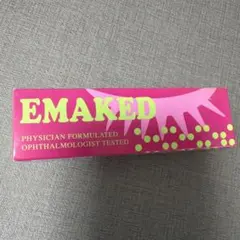 EMAKED
PHYSICIAN FORMULATED
OPHTHALMOLOGIST TESTED